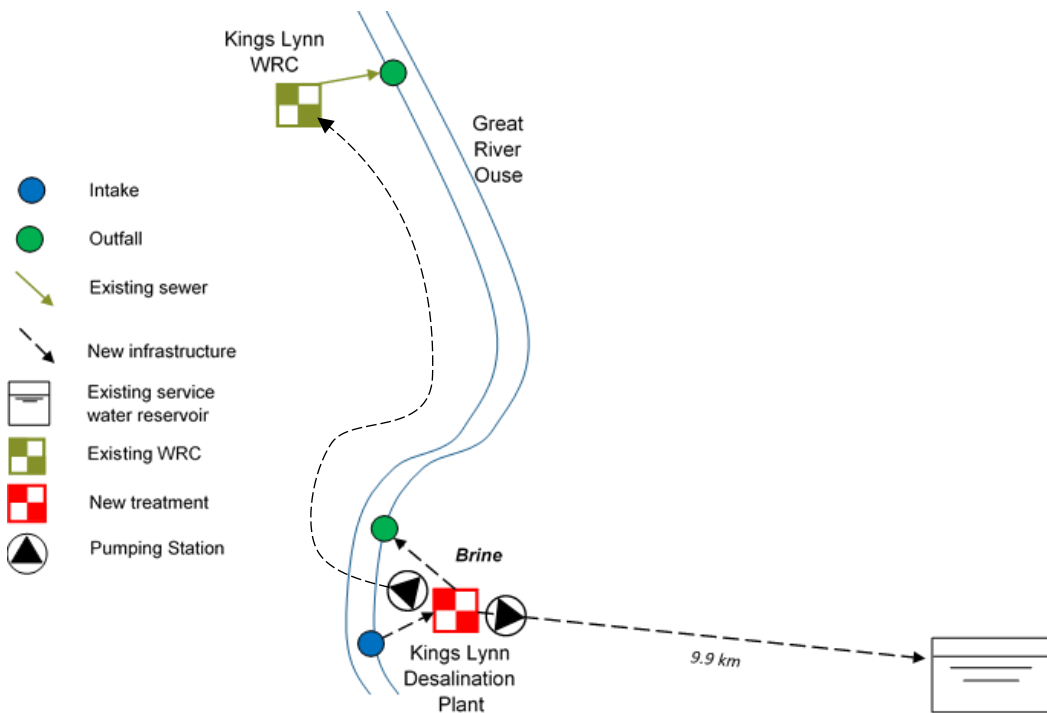 Kings Lynn
WRC
Great
River
Ouse
Intake
Outfall
Existing sewer
New infrastructure
Existing service
water reservoir
Existing WRC
New treatment
Pumping Station
Brine
9.9 km
Kings Lynn
Desalination
Plant